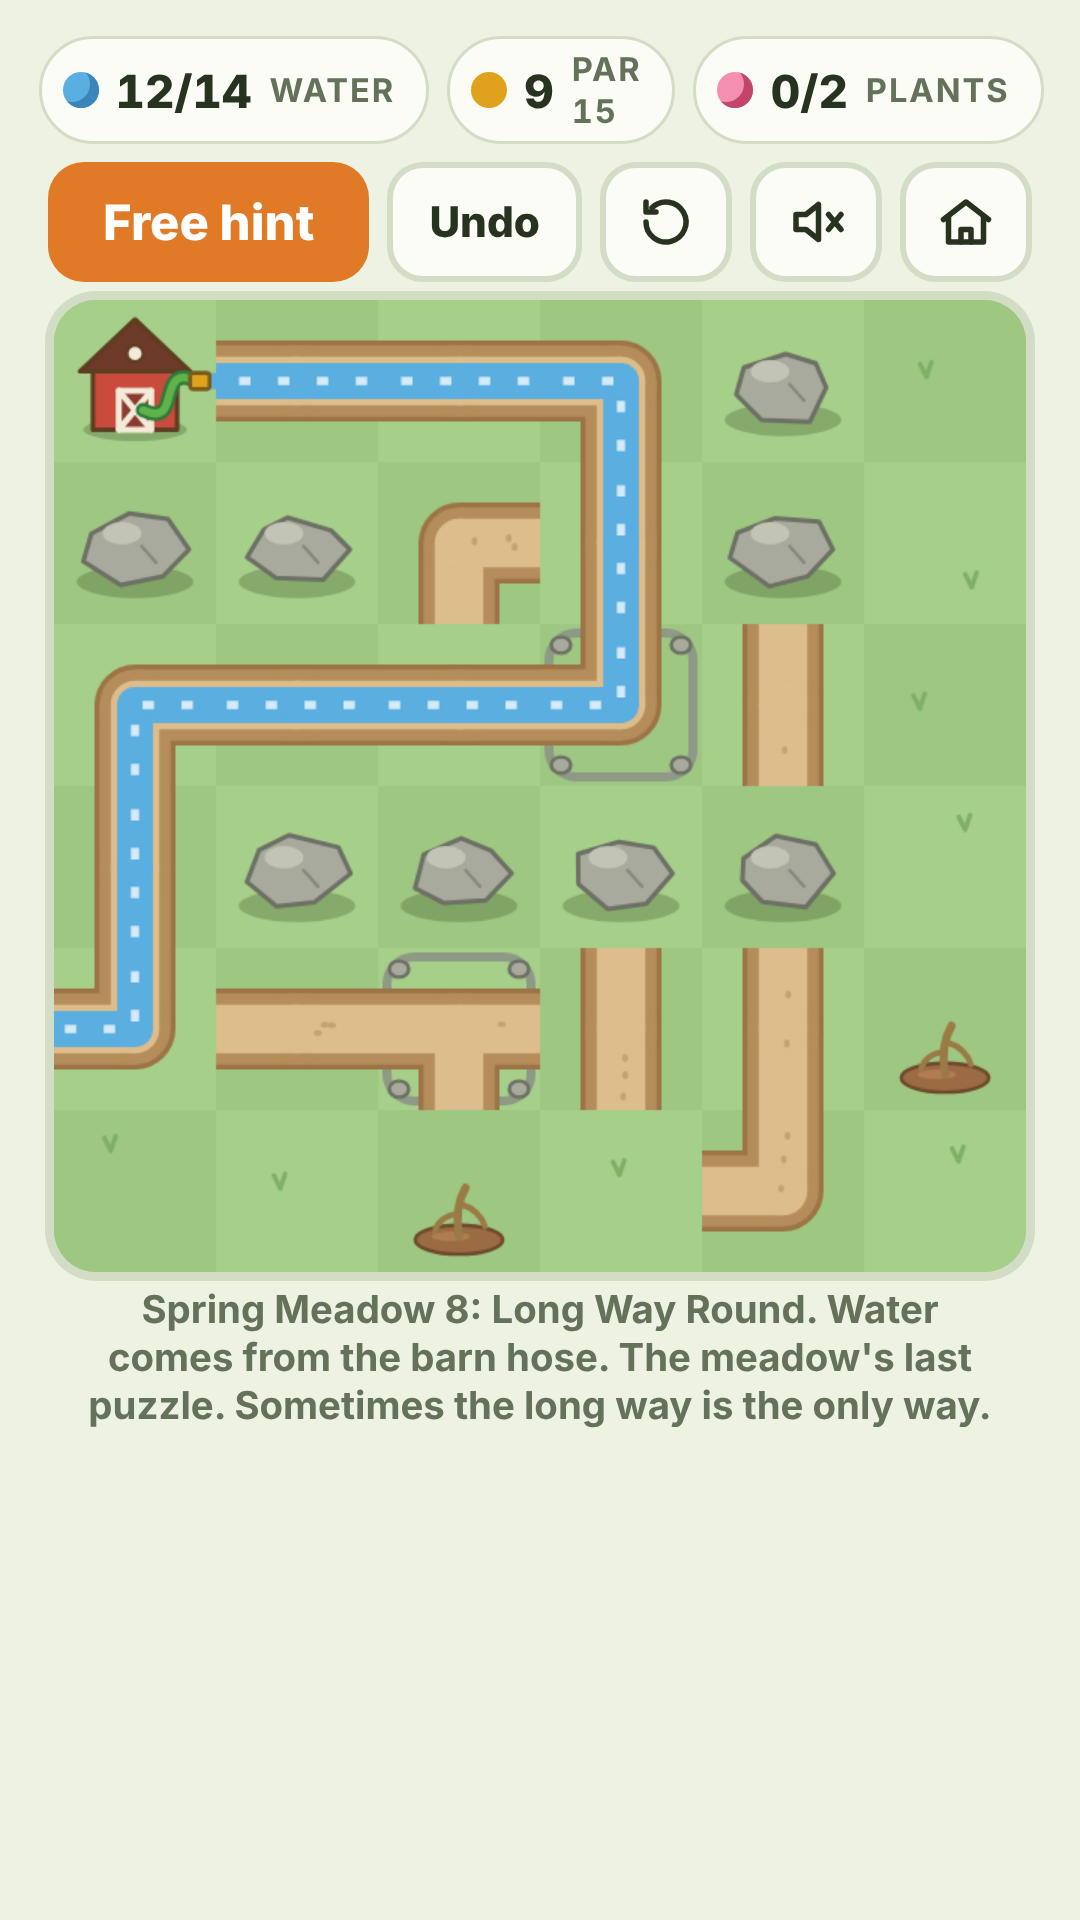 12/14 WATER
9 PAR 15
0/2 PLANTS
Free hint
Undo
Spring Meadow 8: Long Way Round. Water
comes from the barn hose. The meadow's last
puzzle. Sometimes the long way is the only way.